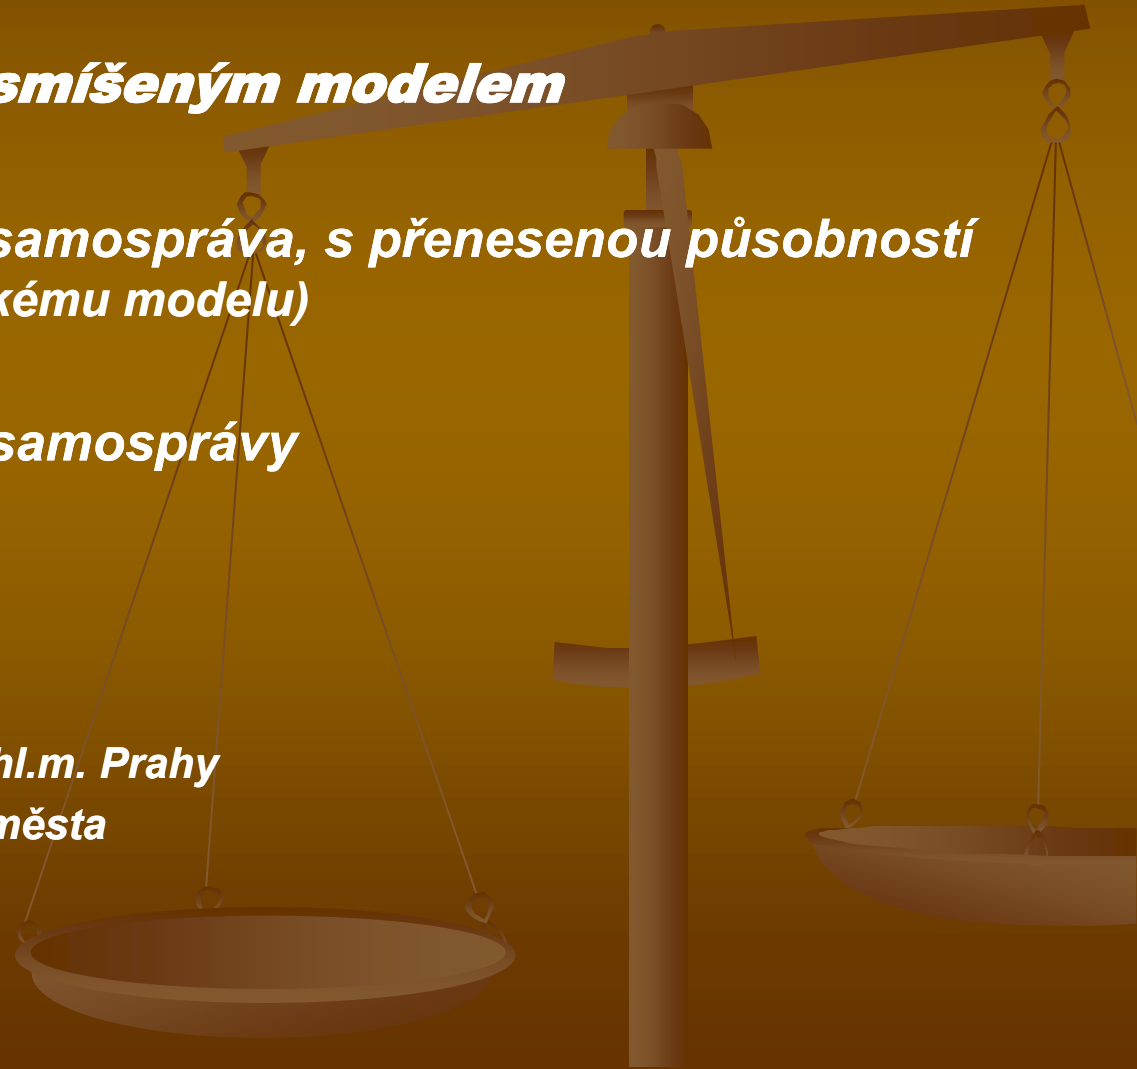 smíšeným modelem
samospráva, s přenesenou působností
kému modelu)
samosprávy
hl.m. Prahy
města